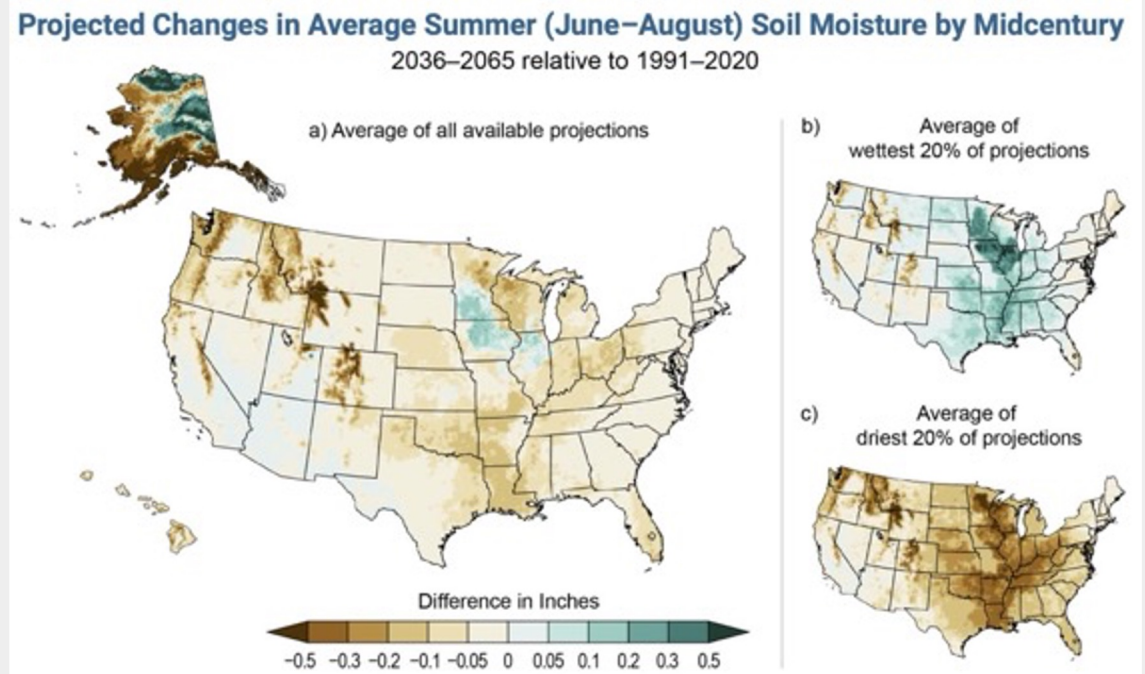 Projected Changes in Average Summer (June–August) Soil Moisture by Midcentury
2036–2065 relative to 1991–2020
a) Average of all available projections
b) Average of
wettest 20% of projections
c) Average of
driest 20% of projections
Difference in Inches
−0.5 −0.3 −0.2 −0.1 −0.05 0 0.05 0.1 0.2 0.3 0.5